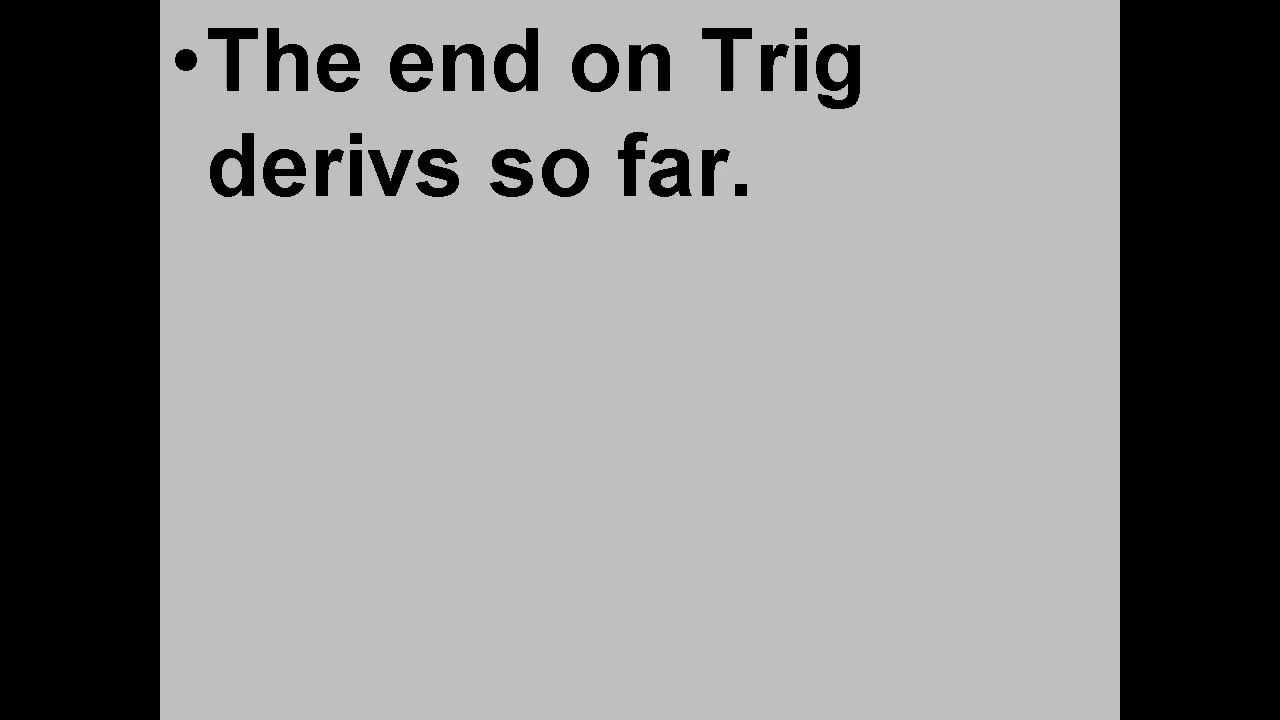 •The end on Trig
derivs so far.